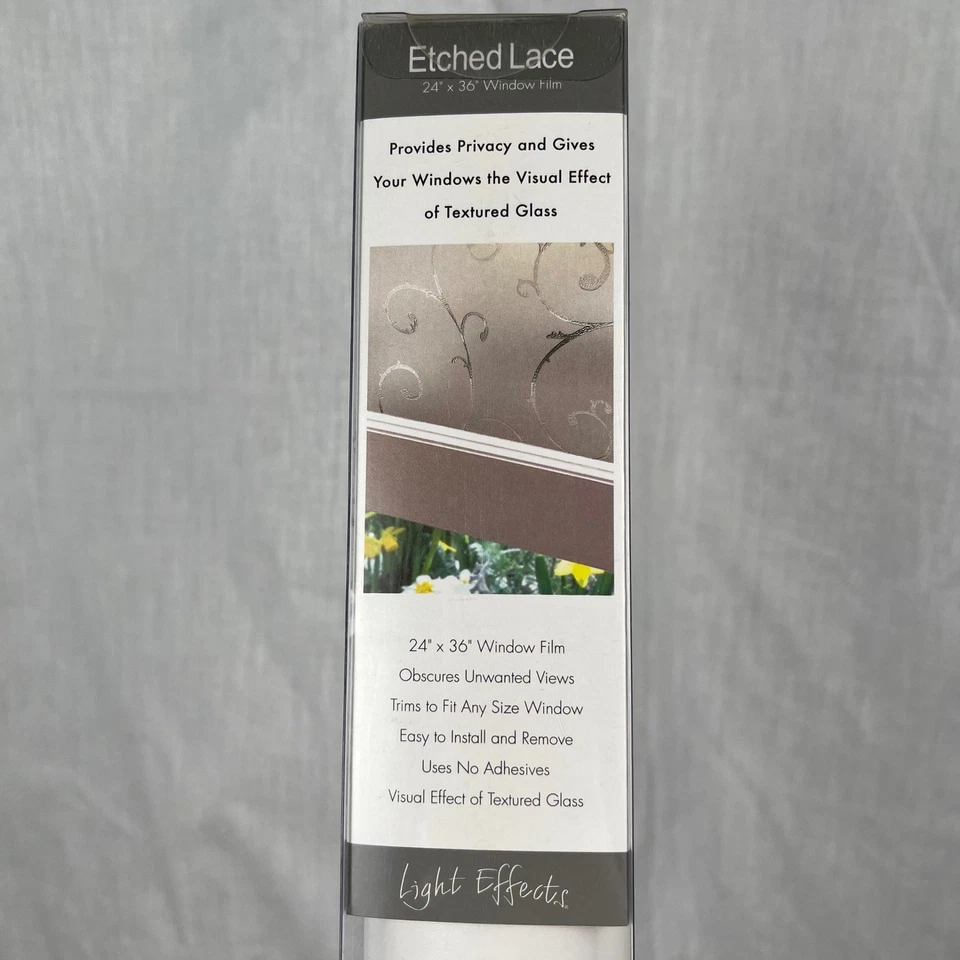 Etched Lace
24" x 36" Window Film
Provides Privacy and Gives
Your Windows the Visual Effect
of Textured Glass
24" x 36" Window Film
Obscures Unwanted Views
Trims to Fit Any Size Window
Easy to Install and Remove
Uses No Adhesives
Visual Effect of Textured Glass
Light Effects